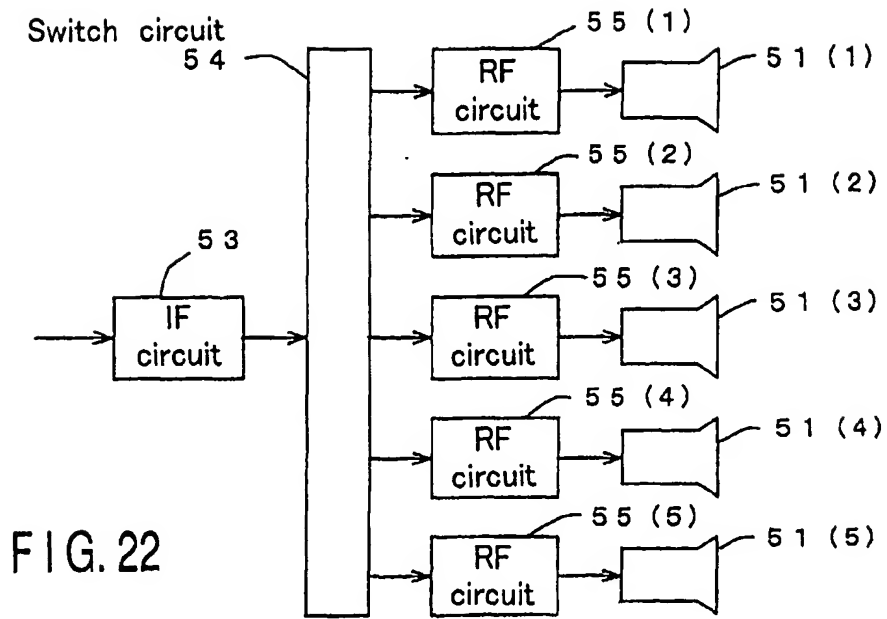 Switch circuit
54
55 (1)
RF
circuit
51 (1)
55 (2)
RF
circuit
51 (2)
53
IF
circuit
55 (3)
RF
circuit
51 (3)
55 (4)
RF
circuit
51 (4)
55 (5)
RF
circuit
51 (5)
FIG. 22